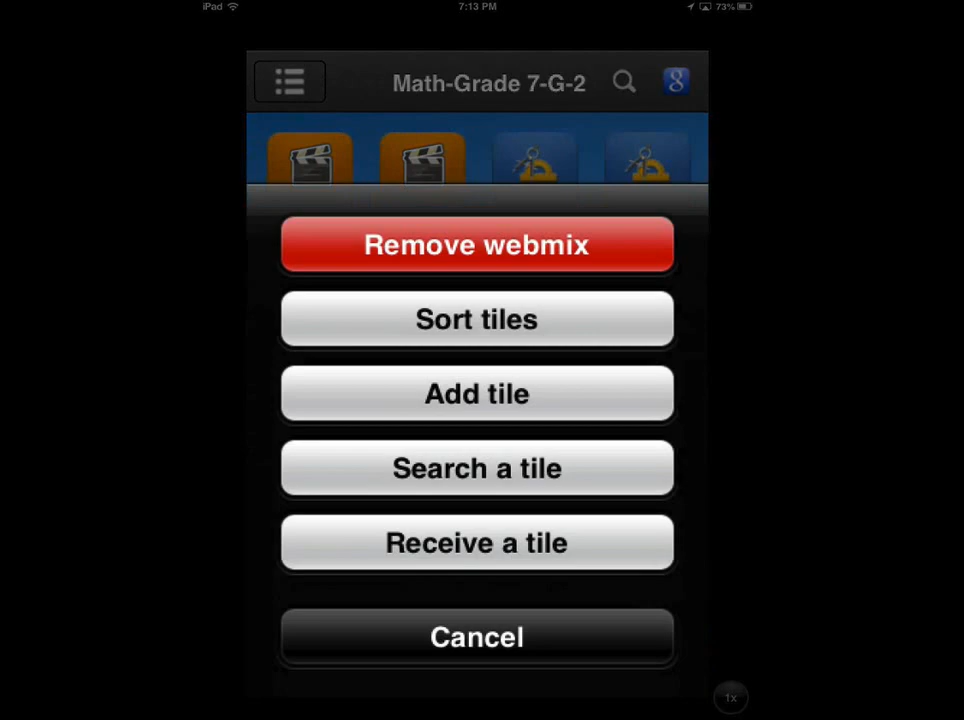 iPad 7:13 PM 73%
Math-Grade 7-G-2 8
Remove webmix
Sort tiles
Add tile
Search a tile
Receive a tile
Cancel
1x